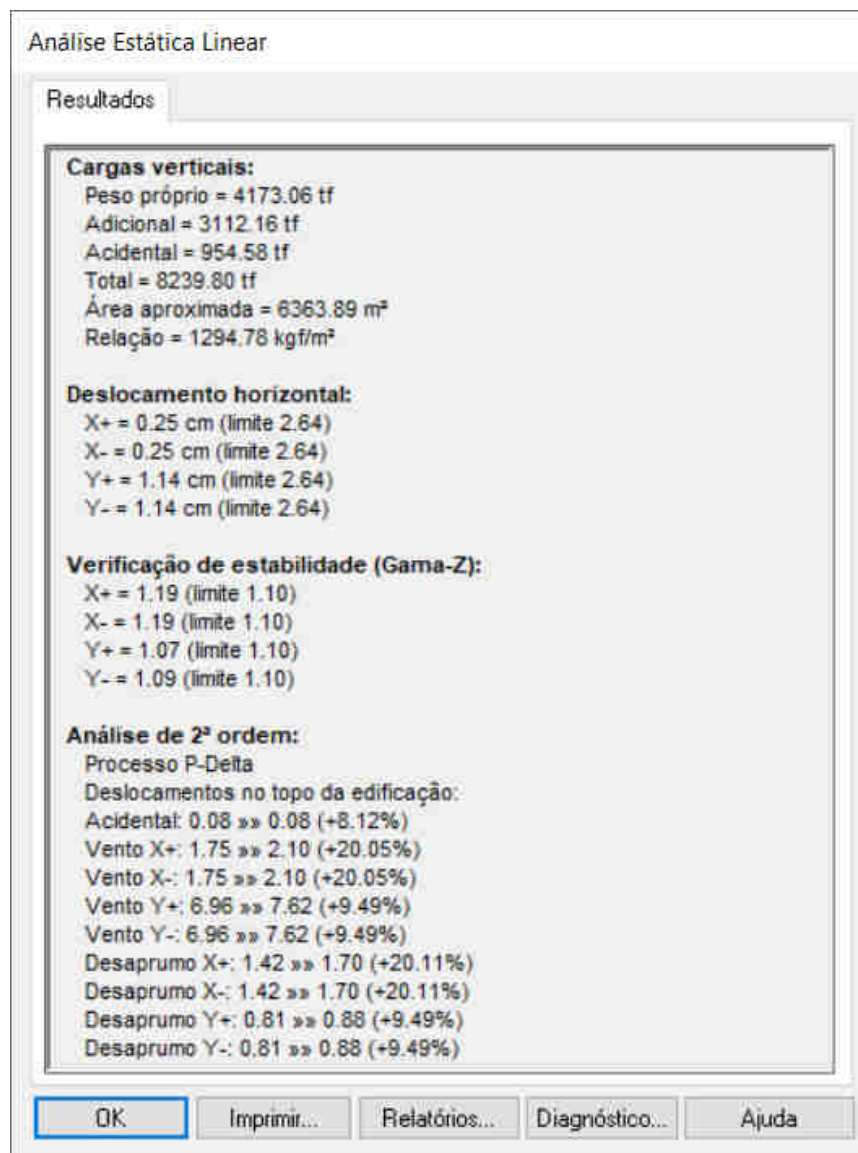 Análise Estática Linear
Resultados
Cargas verticais:
Peso próprio = 4173.06 tf
Adicional = 3112.16 tf
Acidental = 954.58 tf
Total = 8239.80 tf
Área aproximada = 6363.89 m²
Relação = 1294.78 kgf/m²
Deslocamento horizontal:
X+ = 0.25 cm (limite 2.64)
X- = 0.25 cm (limite 2.64)
Y+ = 1.14 cm (limite 2.64)
Y- = 1.14 cm (limite 2.64)
Verificação de estabilidade (Gama-Z):
X+ = 1.19 (limite 1.10)
X- = 1.19 (limite 1.10)
Y+ = 1.07 (limite 1.10)
Y- = 1.09 (limite 1.10)
Análise de 2ª ordem:
Processo P-Delta
Deslocamentos no topo da edificação:
Acidental: 0.08 »» 0.08 (+8.12%)
Vento X+: 1.75 »» 2.10 (+20.05%)
Vento X-: 1.75 »» 2.10 (+20.05%)
Vento Y+: 6.96 »» 7.62 (+9.49%)
Vento Y-: 6.96 »» 7.62 (+9.49%)
Desaprumo X+: 1.42 »» 1.70 (+20.11%)
Desaprumo X-: 1.42 »» 1.70 (+20.11%)
Desaprumo Y+: 0.81 »» 0.88 (+9.49%)
Desaprumo Y-: 0.81 »» 0.88 (+9.49%)
OK Imprimir... Relatórios... Diagnóstico... Ajuda